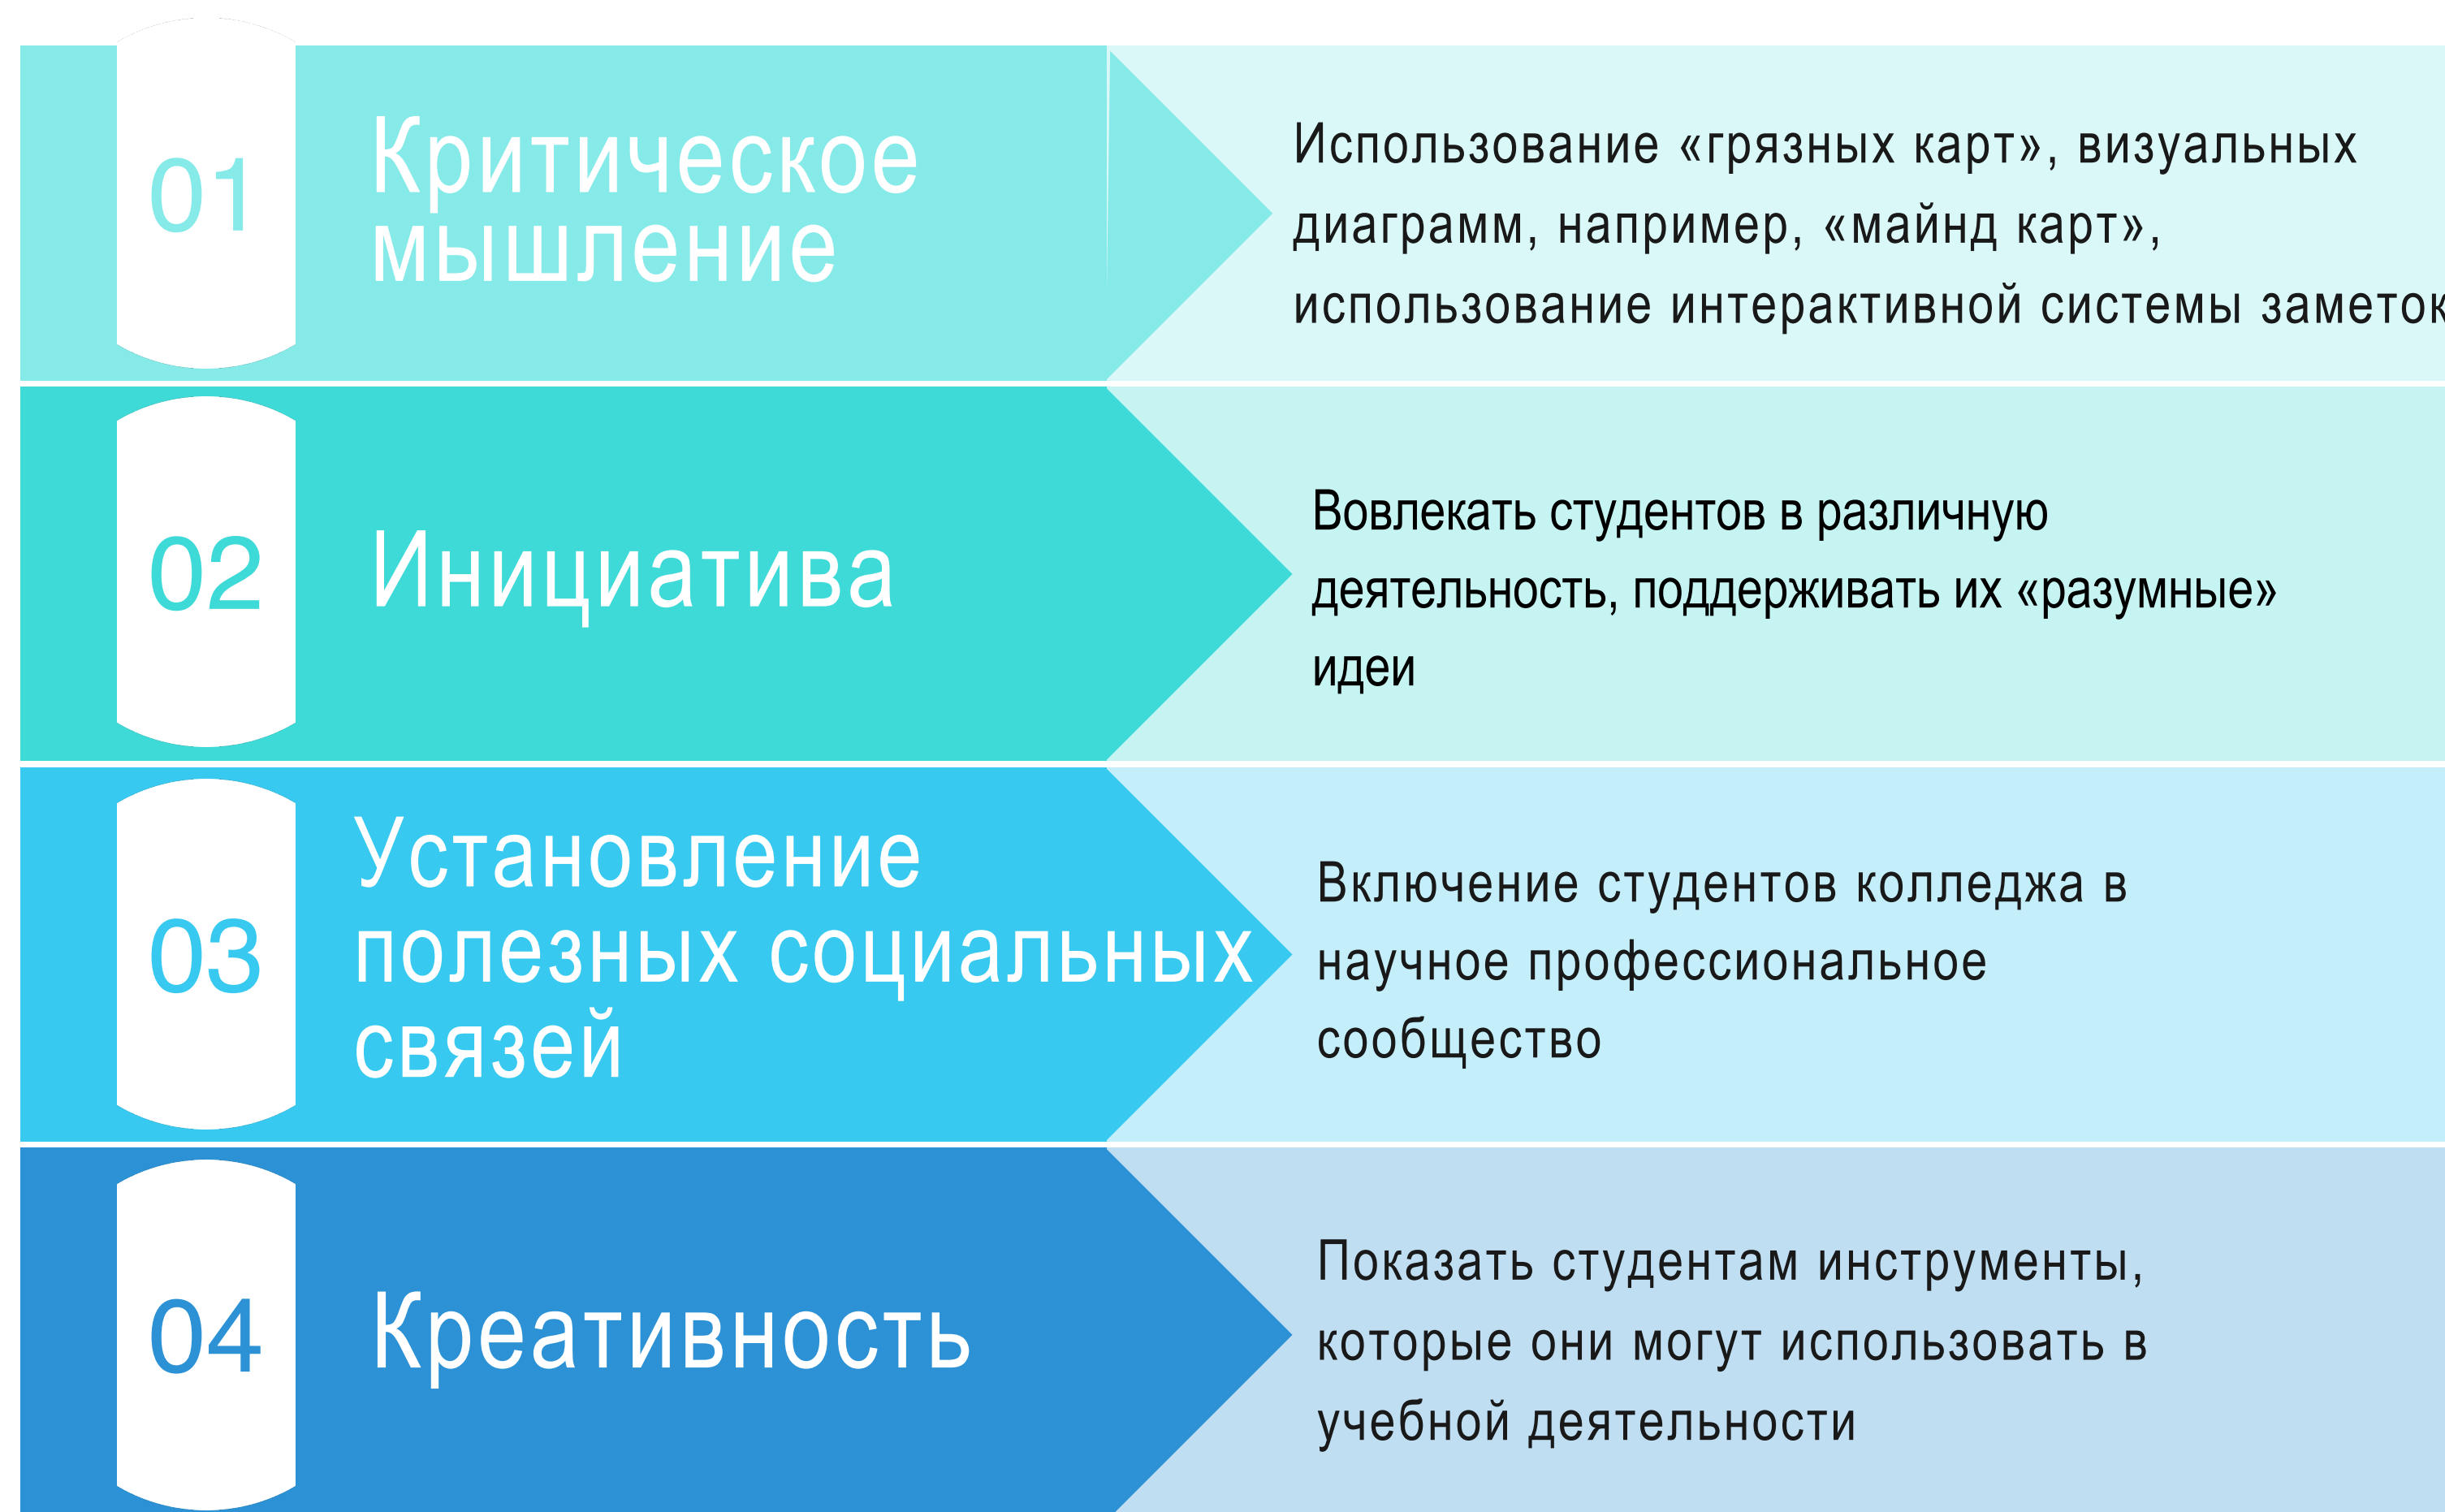 01
Критическое
мышление
Использование «грязных карт», визуальных
диаграмм, например, «майнд карт»,
использование интерактивной системы заметок
02
Инициатива
Вовлекать студентов в различную
деятельность, поддерживать их «разумные»
идеи
03
Установление
полезных социальных
связей
Включение студентов колледжа в
научное профессиональное
сообщество
04
Креативность
Показать студентам инструменты,
которые они могут использовать в
учебной деятельности